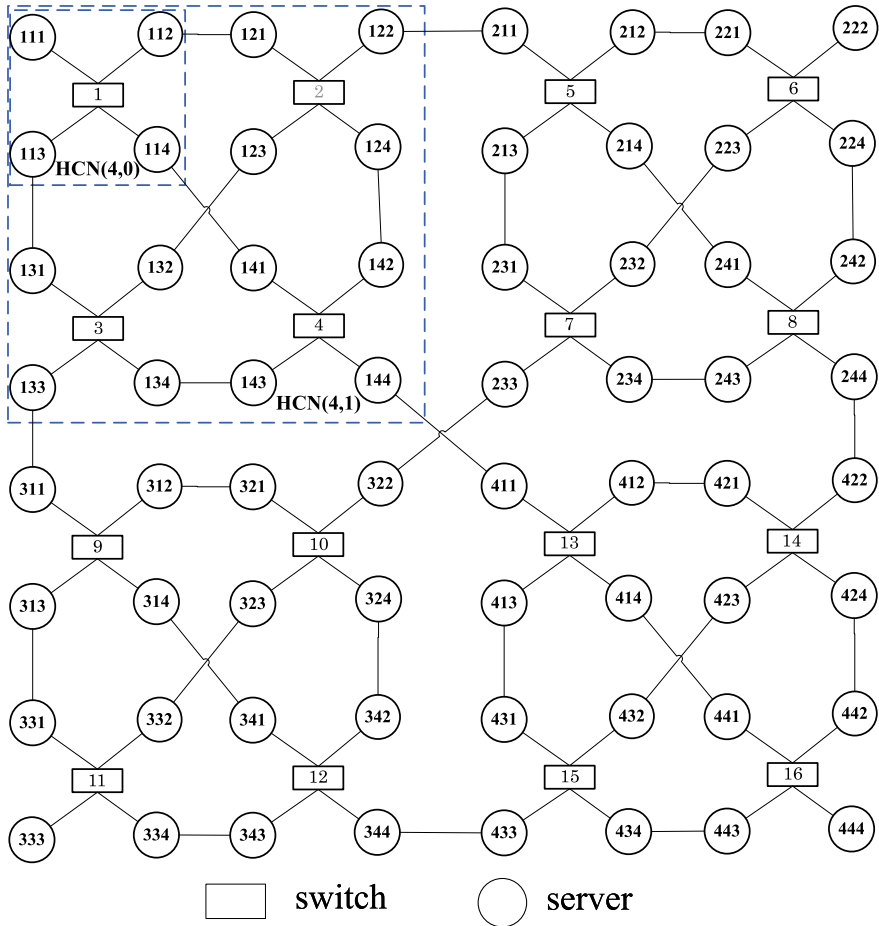 111 112 121 122 211 212 221 222
1 2 5 6
113 114 123 124 213 214 223 224
HCN(4,0)
131 132 141 142 231 232 241 242
3 4 7 8
133 134 143 144 233 234 243 244
HCN(4,1)
311 312 321 322 411 412 421 422
9 10 13 14
313 314 323 324 413 414 423 424
331 332 341 342 431 432 441 442
11 12 15 16
333 334 343 344 433 434 443 444
switch server